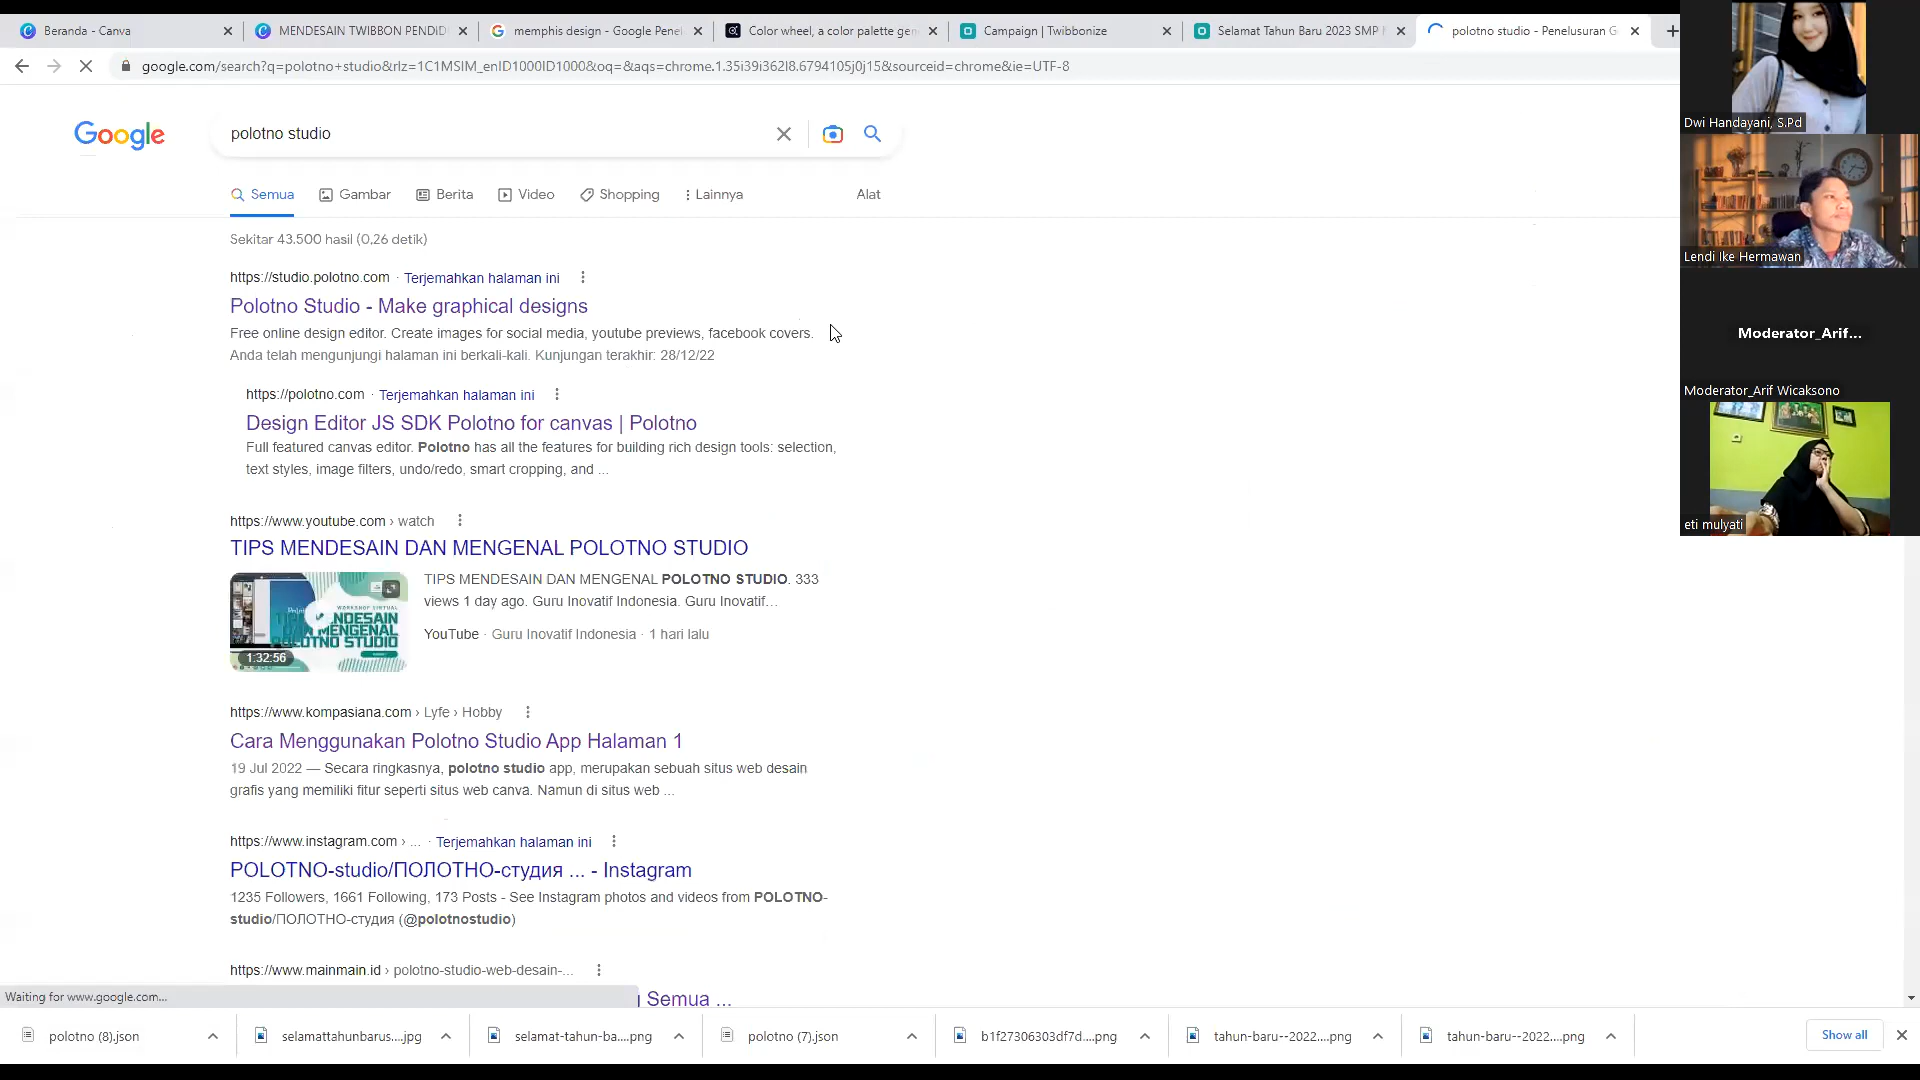 Beranda - Canva
MENDESAIN TWIBBON PENDID
memphis design - Google Pene
Color wheel, a color palette gen
Campaign | Twibbonize
Selamat Tahun Baru 2023 SMP
polotno studio - Penelusuran G
google.com/search?q=polotno+studio&rlz=1C1MSIM_enID1000ID1000&oq=&aqs=chrome.1.35i39i362l8.6794105j0j15&sourceid=chrome&ie=UTF-8
Google
polotno studio
Semua
Gambar
Berita
Video
Shopping
Lainnya
Alat
Sekitar 43.500 hasil (0,26 detik)
https://studio.polotno.com · Terjemahkan halaman ini
Polotno Studio - Make graphical designs
Free online design editor. Create images for social media, youtube previews, facebook covers.
Anda telah mengunjungi halaman ini berkali-kali. Kunjungan terakhir: 28/12/22
https://polotno.com · Terjemahkan halaman ini
Design Editor JS SDK Polotno for canvas | Polotno
Full featured canvas editor. Polotno has all the features for building rich design tools: selection,
text styles, image filters, undo/redo, smart cropping, and ...
https://www.youtube.com › watch
TIPS MENDESAIN DAN MENGENAL POLOTNO STUDIO
WORKSHOP VIRTUAL
TIPS MENDESAIN
DAN MENGENAL
POLOTNO STUDIO
1:32:56
TIPS MENDESAIN DAN MENGENAL POLOTNO STUDIO. 333
views 1 day ago. Guru Inovatif Indonesia. Guru Inovatif...
YouTube · Guru Inovatif Indonesia · 1 hari lalu
https://www.kompasiana.com › Lyfe › Hobby
Cara Menggunakan Polotno Studio App Halaman 1
19 Jul 2022 — Secara ringkasnya, polotno studio app, merupakan sebuah situs web desain
grafis yang memiliki fitur seperti situs web canva. Namun di situs web ...
https://www.instagram.com › ... · Terjemahkan halaman ini
POLOTNO-studio/ПОЛОТНО-студия ... - Instagram
1235 Followers, 1661 Following, 173 Posts - See Instagram photos and videos from POLOTNO-
studio/ПОЛОТНО-студия (@polotnostudio)
https://www.mainmain.id › polotno-studio-web-desain-...
Semua ...
Waiting for www.google.com...
polotno (8).json
selamattahunbarus....jpg
selamat-tahun-ba....png
polotno (7).json
b1f27306303df7d....png
tahun-baru--2022....png
tahun-baru--2022....png
Show all
Dwi Handayani, S.Pd
Lendi Ike Hermawan
Moderator_Arif...
Moderator_Arif Wicaksono
eti mulyati